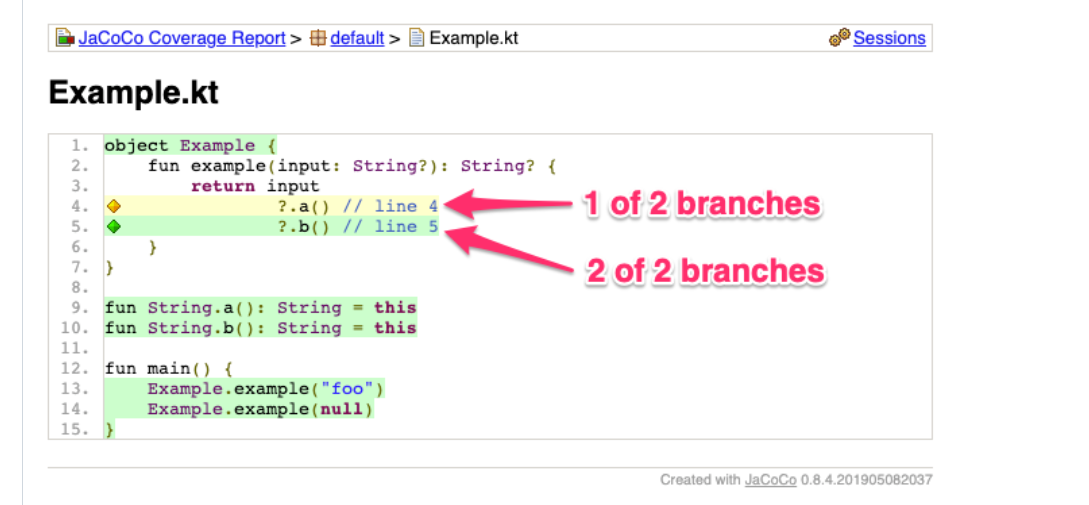 JaCoCo Coverage Report > default > Example.kt Sessions
Example.kt
1. object Example {
2. fun example(input: String?): String? {
3. return input
4. ?.a() // line 4 1 of 2 branches
5. ?.b() // line 5
6. }
2 of 2 branches
7. }
8.
9. fun String.a(): String = this
10. fun String.b(): String = this
11.
12. fun main() {
13. Example.example("foo")
14. Example.example(null)
15. }
Created with JaCoCo 0.8.4.201905082037